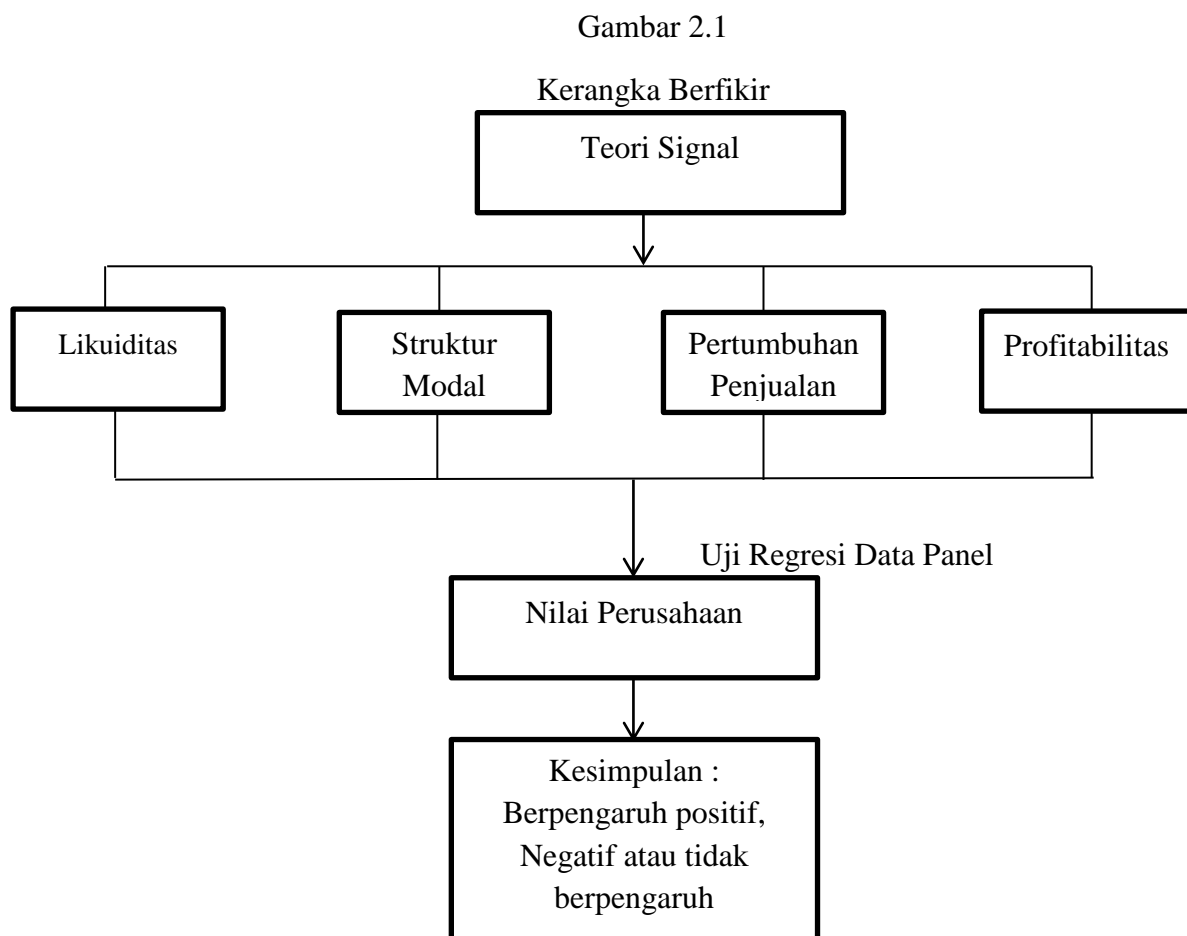 Gambar 2.1
Kerangka Berfikir
Teori Signal
Likuiditas
Struktur
Modal
Pertumbuhan
Penjualan
Profitabilitas
Uji Regresi Data Panel
Nilai Perusahaan
Kesimpulan :
Berpengaruh positif,
Negatif atau tidak
berpengaruh